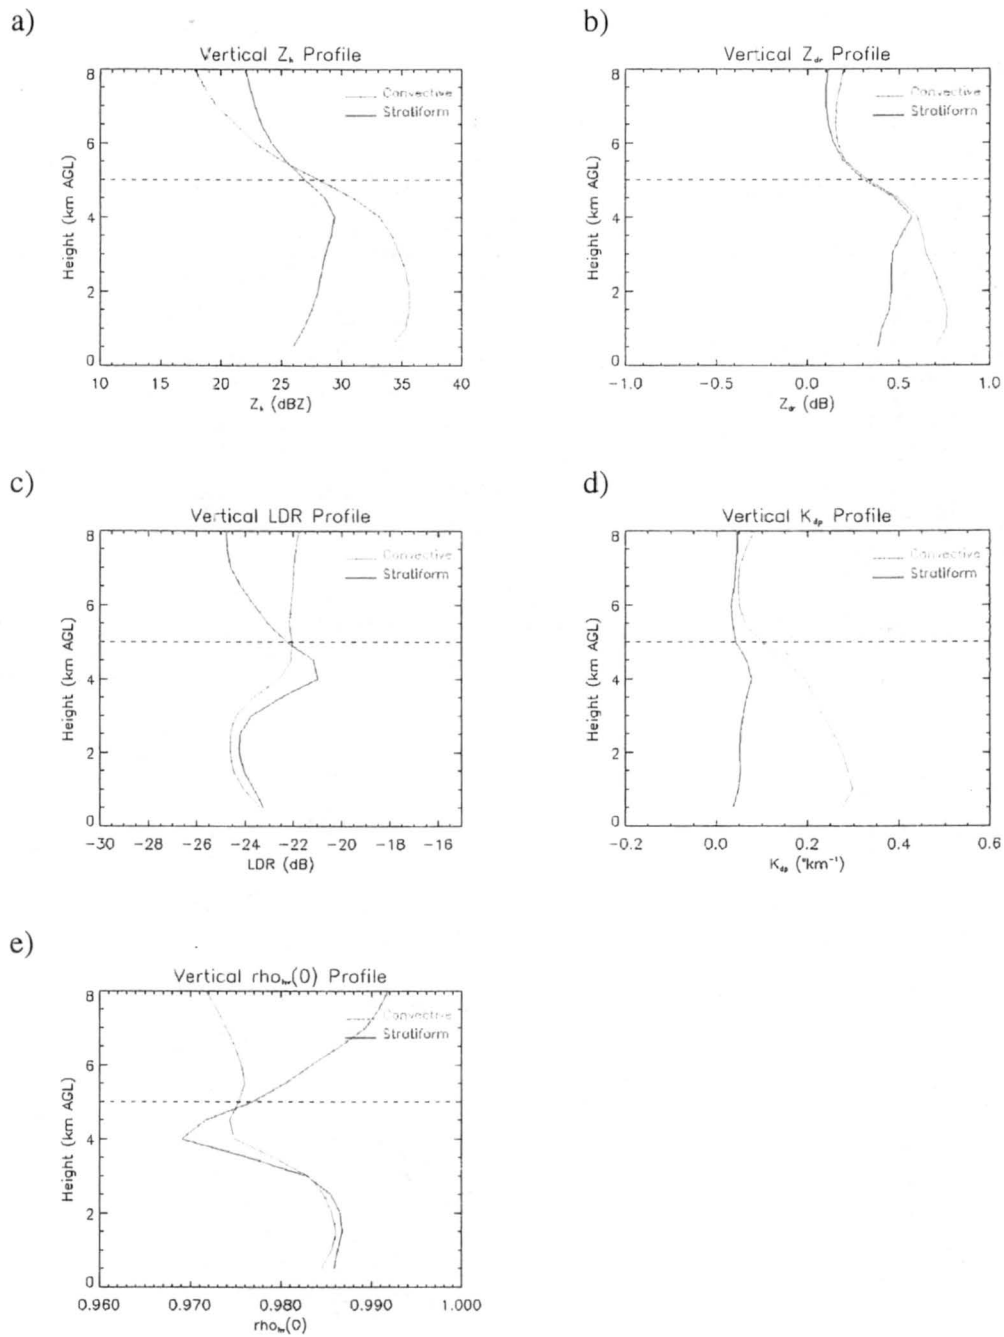 a)
Vertical Zh Profile
8
6
4
2
0
Height (km AGL)
Convective
Stratiform
10 15 20 25 30 35 40
Zh (dBZ)
b)
Vertical Zdr Profile
8
6
4
2
0
Height (km AGL)
Convective
Stratiform
-1.0 -0.5 0.0 0.5 1.0
Zdr (dB)
c)
Vertical LDR Profile
8
6
4
2
0
Height (km AGL)
Convective
Stratiform
-30 -28 -26 -24 -22 -20 -18 -16
LDR (dB)
d)
Vertical Kdp Profile
8
6
4
2
0
Height (km AGL)
Convective
Stratiform
-0.2 0.0 0.2 0.4 0.6
Kdp (°km⁻¹)
e)
Vertical rhohv(0) Profile
8
6
4
2
0
Height (km AGL)
Convective
Stratiform
0.960 0.970 0.980 0.990 1.000
rhohv(0)